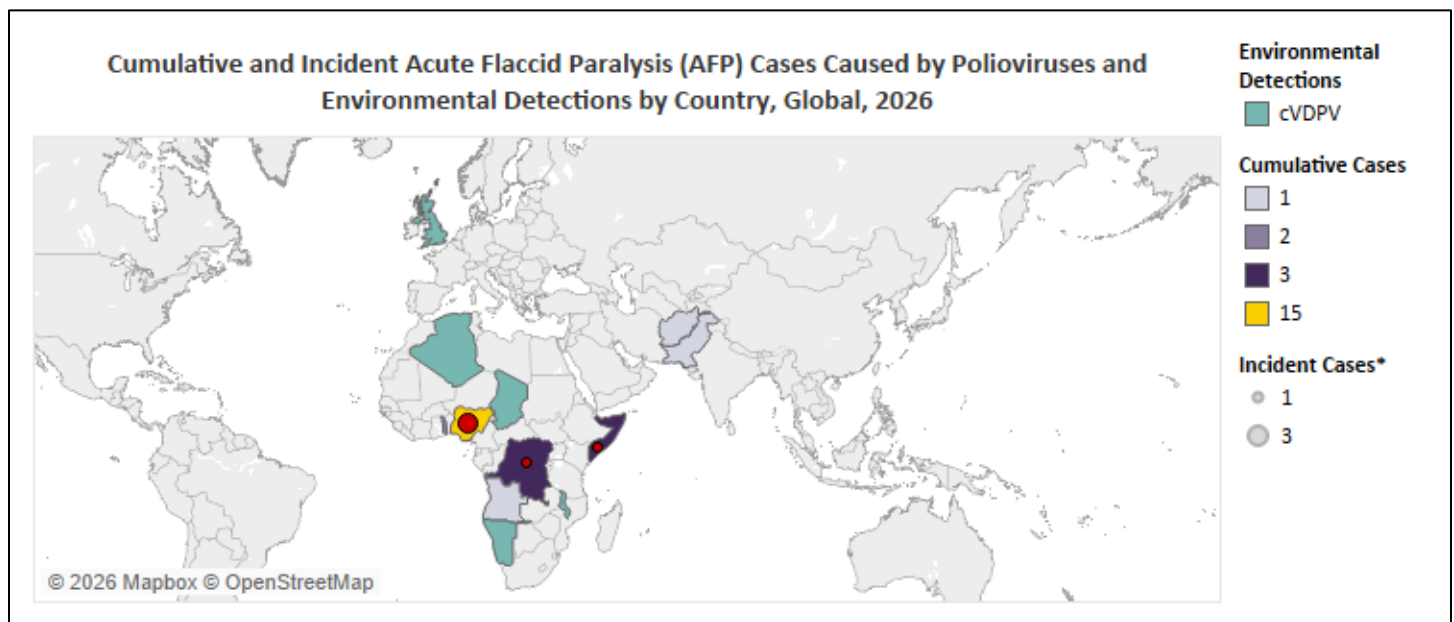 Cumulative and Incident Acute Flaccid Paralysis (AFP) Cases Caused by Polioviruses and
Environmental Detections by Country, Global, 2026
Environmental
Detections
cVDPV
Cumulative Cases
1
2
3
15
Incident Cases*
1
3
© 2026 Mapbox © OpenStreetMap